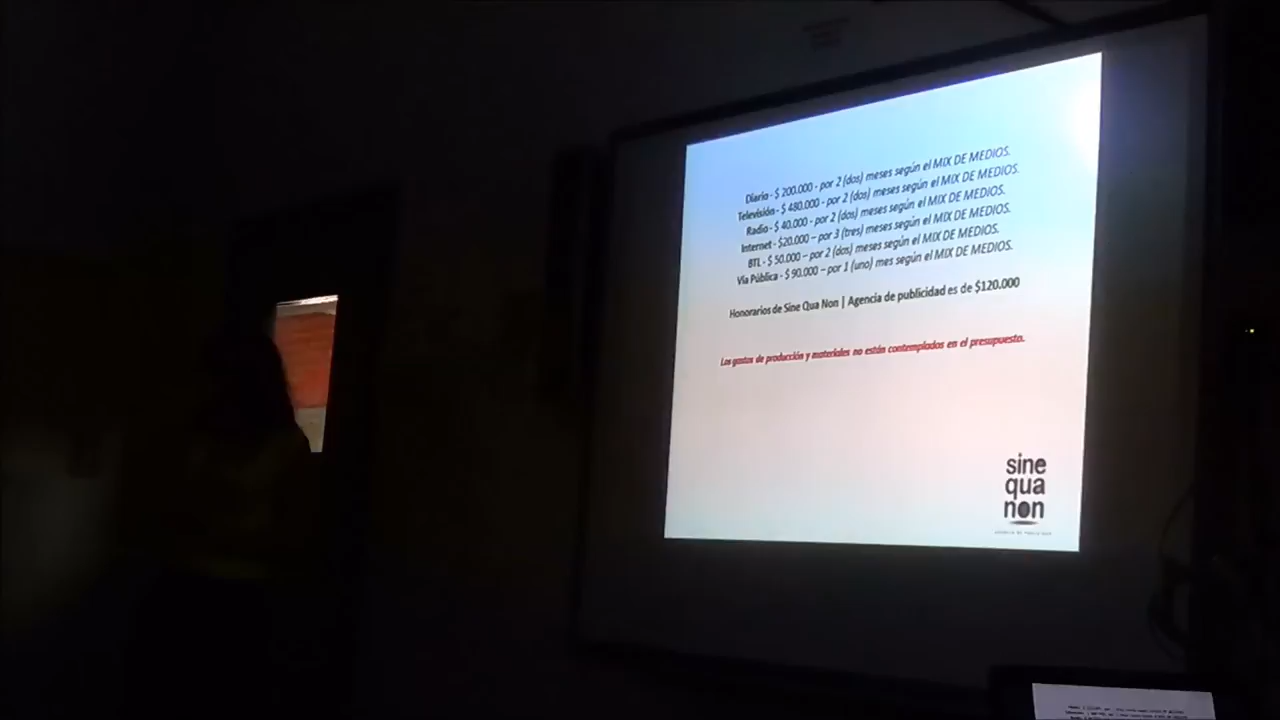 Diario - $ 200.000 - por 2 (dos) meses según el MIX DE MEDIOS.
Televisión - $ 480.000 - por 2 (dos) meses según el MIX DE MEDIOS.
Radio - $ 40.000 - por 2 (dos) meses según el MIX DE MEDIOS.
Internet - $20.000 – por 3 (tres) meses según el MIX DE MEDIOS.
BTL - $ 50.000 – por 2 (dos) meses según el MIX DE MEDIOS.
Vía Pública - $ 90.000 – por 1 (uno) mes según el MIX DE MEDIOS.
Honorarios de Sine Qua Non | Agencia de publicidad es de $120.000
Los gastos de producción y materiales no están contemplados en el presupuesto.
sine
qua
non